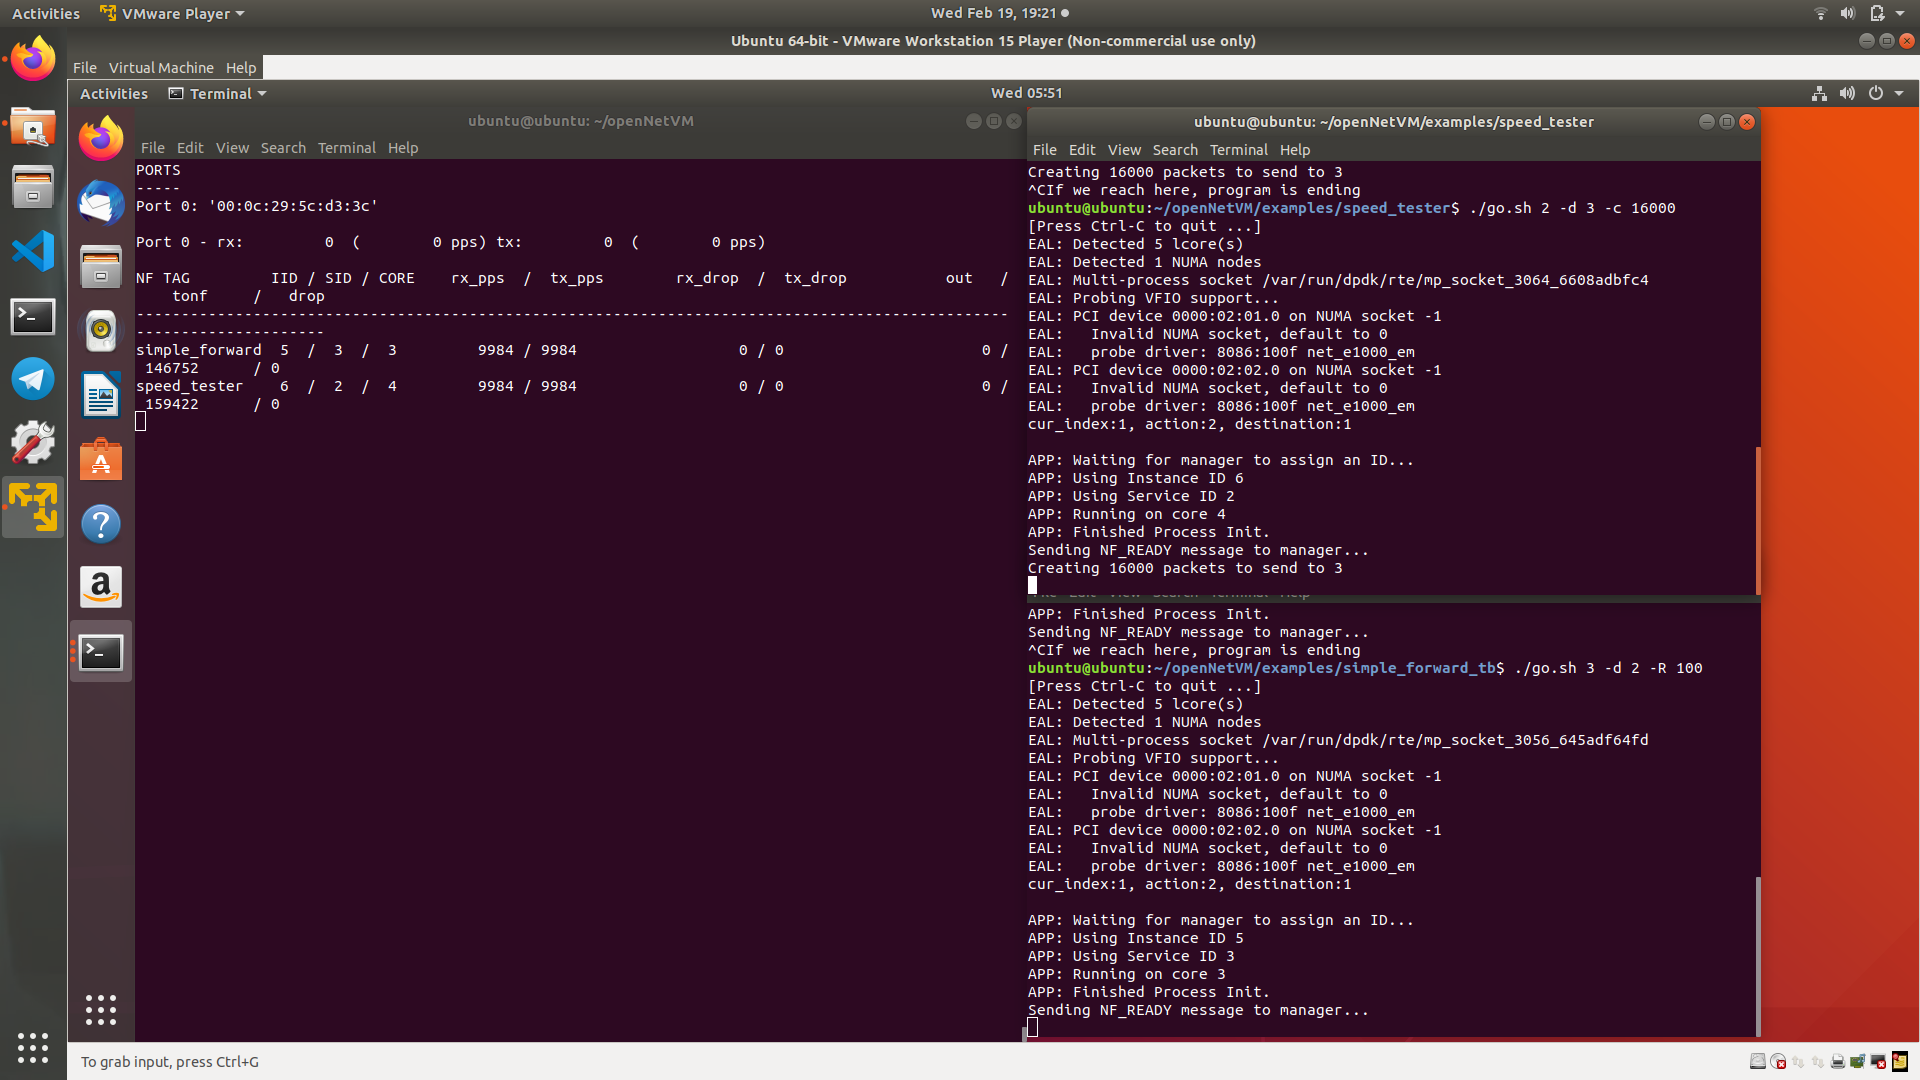 Activities VMware Player Wed Feb 19, 19:21
Ubuntu 64-bit - VMware Workstation 15 Player (Non-commercial use only)
File Virtual Machine Help
Activities Terminal Wed 05:51
ubuntu@ubuntu: ~/openNetVM
File Edit View Search Terminal Help
PORTS
-----
Port 0: '00:0c:29:5c:d3:3c'
Port 0 - rx: 0 ( 0 pps) tx: 0 ( 0 pps)
NF TAG IID / SID / CORE rx_pps / tx_pps rx_drop / tx_drop out /
tonf / drop
-------------------------------------------------------------------------------------------------
---------------------
simple_forward 5 / 3 / 3 9984 / 9984 0 / 0 0 /
146752 / 0
speed_tester 6 / 2 / 4 9984 / 9984 0 / 0 0 /
159422 / 0
ubuntu@ubuntu: ~/openNetVM/examples/speed_tester
File Edit View Search Terminal Help
Creating 16000 packets to send to 3
^CIf we reach here, program is ending
ubuntu@ubuntu:~/openNetVM/examples/speed_tester$ ./go.sh 2 -d 3 -c 16000
[Press Ctrl-C to quit ...]
EAL: Detected 5 lcore(s)
EAL: Detected 1 NUMA nodes
EAL: Multi-process socket /var/run/dpdk/rte/mp_socket_3064_6608adbfc4
EAL: Probing VFIO support...
EAL: PCI device 0000:02:01.0 on NUMA socket -1
EAL: Invalid NUMA socket, default to 0
EAL: probe driver: 8086:100f net_e1000_em
EAL: PCI device 0000:02:02.0 on NUMA socket -1
EAL: Invalid NUMA socket, default to 0
EAL: probe driver: 8086:100f net_e1000_em
cur_index:1, action:2, destination:1
APP: Waiting for manager to assign an ID...
APP: Using Instance ID 6
APP: Using Service ID 2
APP: Running on core 4
APP: Finished Process Init.
Sending NF_READY message to manager...
Creating 16000 packets to send to 3
File Edit View Search Terminal Help
APP: Finished Process Init.
Sending NF_READY message to manager...
^CIf we reach here, program is ending
ubuntu@ubuntu:~/openNetVM/examples/simple_forward_tb$ ./go.sh 3 -d 2 -R 100
[Press Ctrl-C to quit ...]
EAL: Detected 5 lcore(s)
EAL: Detected 1 NUMA nodes
EAL: Multi-process socket /var/run/dpdk/rte/mp_socket_3056_645adf64fd
EAL: Probing VFIO support...
EAL: PCI device 0000:02:01.0 on NUMA socket -1
EAL: Invalid NUMA socket, default to 0
EAL: probe driver: 8086:100f net_e1000_em
EAL: PCI device 0000:02:02.0 on NUMA socket -1
EAL: Invalid NUMA socket, default to 0
EAL: probe driver: 8086:100f net_e1000_em
cur_index:1, action:2, destination:1
APP: Waiting for manager to assign an ID...
APP: Using Instance ID 5
APP: Using Service ID 3
APP: Running on core 3
APP: Finished Process Init.
Sending NF_READY message to manager...
To grab input, press Ctrl+G